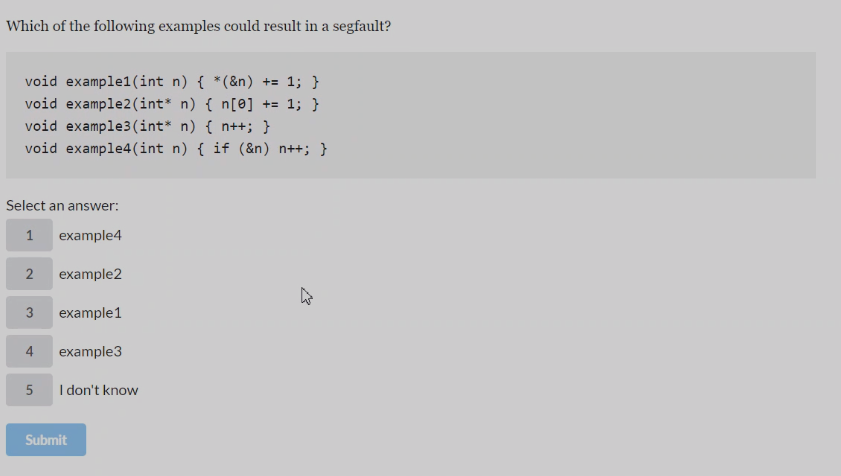 Which of the following examples could result in a segfault?
void example1(int n) { *(&n) += 1; }
void example2(int* n) { n[0] += 1; }
void example3(int* n) { n++; }
void example4(int n) { if (&n) n++; }
Select an answer:
1 example4
2 example2
3 example1
4 example3
5 I don't know
Submit